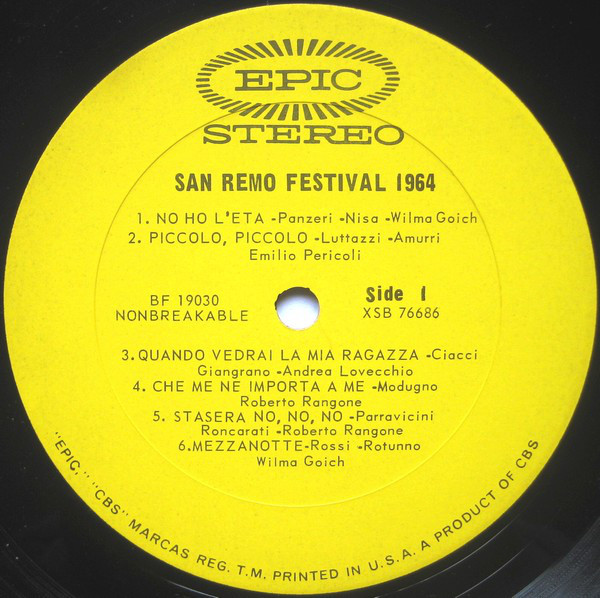 EPIC
STEREO
SAN REMO FESTIVAL 1964
1. NO HO L'ETA -Panzeri -Nisa -Wilma Goich
2. PICCOLO, PICCOLO -Luttazzi -Amurri
Emilio Pericoli
BF 19030
NONBREAKABLE
Side 1
XSB 76686
3. QUANDO VEDRAI LA MIA RAGAZZA -Ciacci
Giangrano -Andrea Lovecchio
4. CHE ME NE IMPORTA A ME -Modugno
Roberto Rangone
5. STASERA NO, NO, NO -Parravicini
Roncarati -Roberto Rangone
6. MEZZANOTTE-Rossi -Rotunno
Wilma Goich
"EPIC," "CBS" MARCAS REG. T.M. PRINTED IN U.S.A. A PRODUCT OF CBS